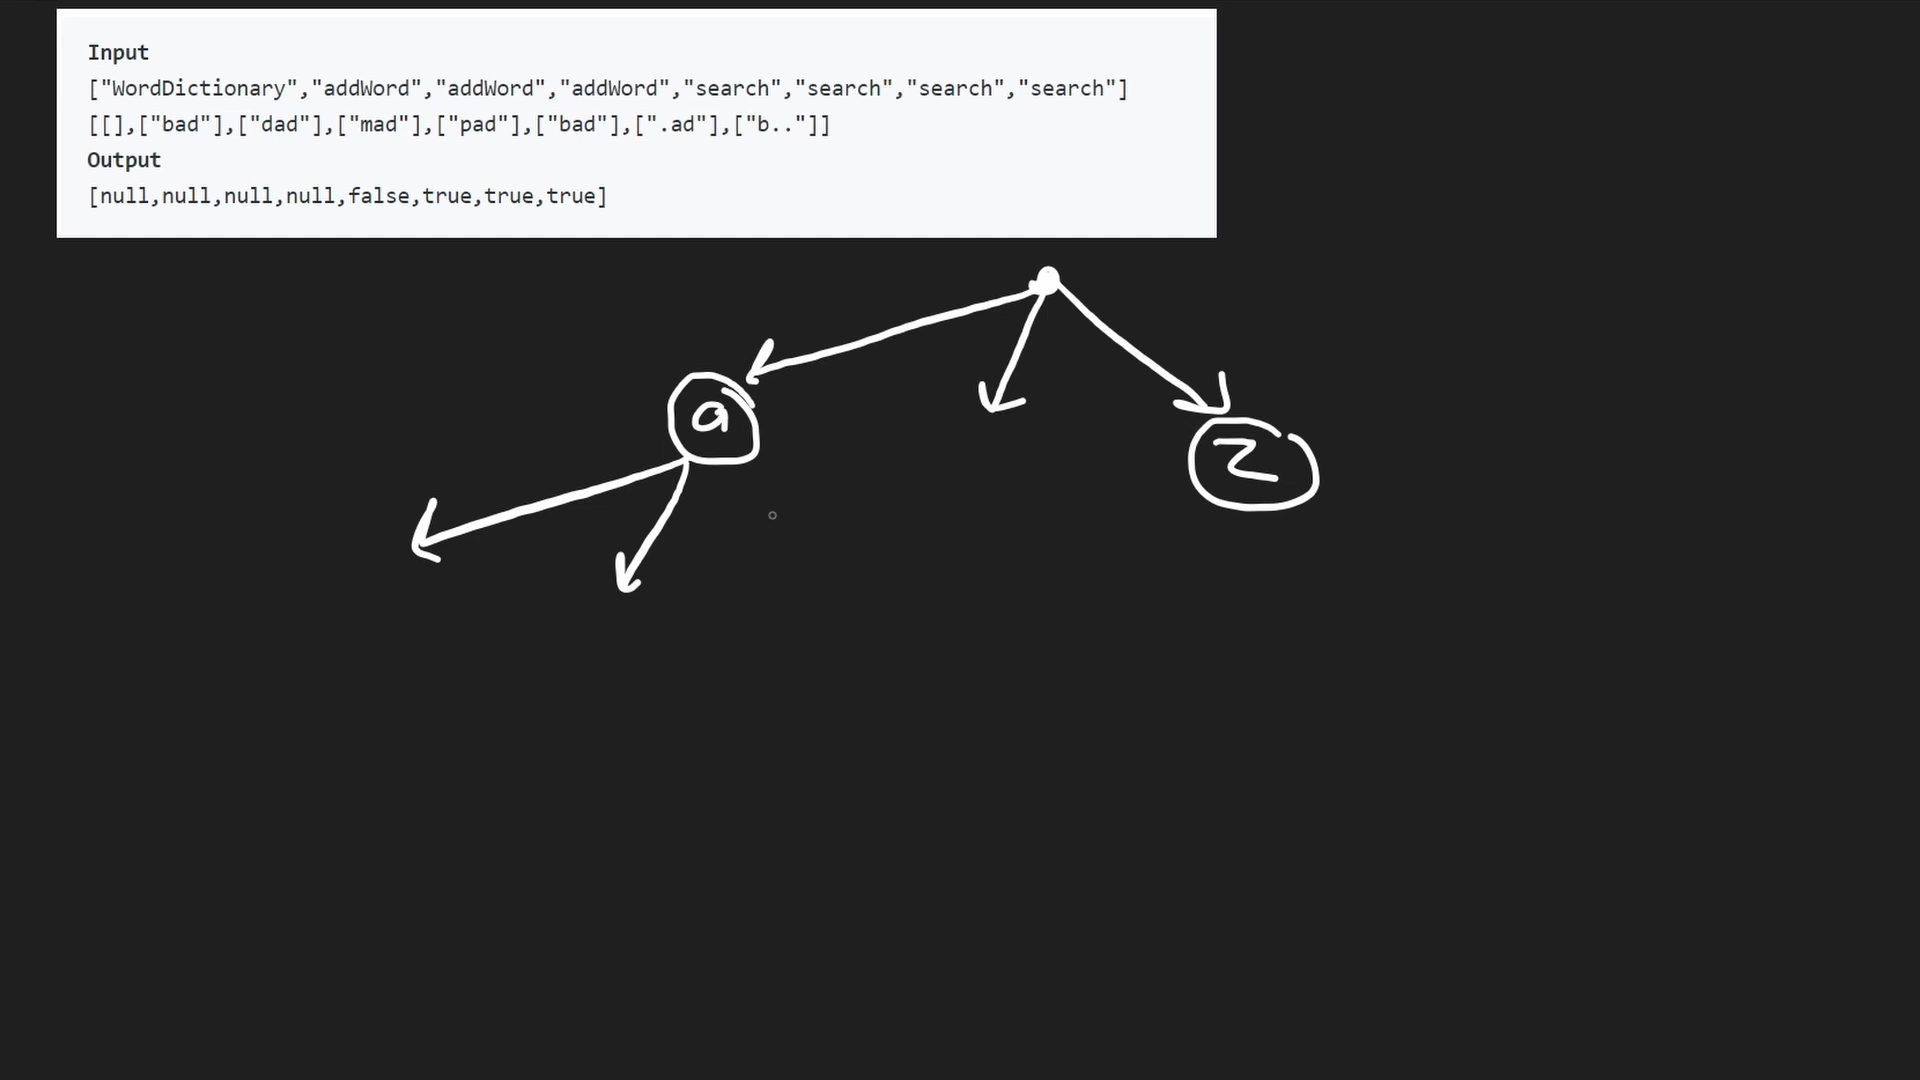 Input
["WordDictionary","addWord","addWord","addWord","search","search","search","search"]
[[],["bad"],["dad"],["mad"],["pad"],["bad"],[".ad"],["b.."]]
Output
[null,null,null,null,false,true,true,true]
a
z